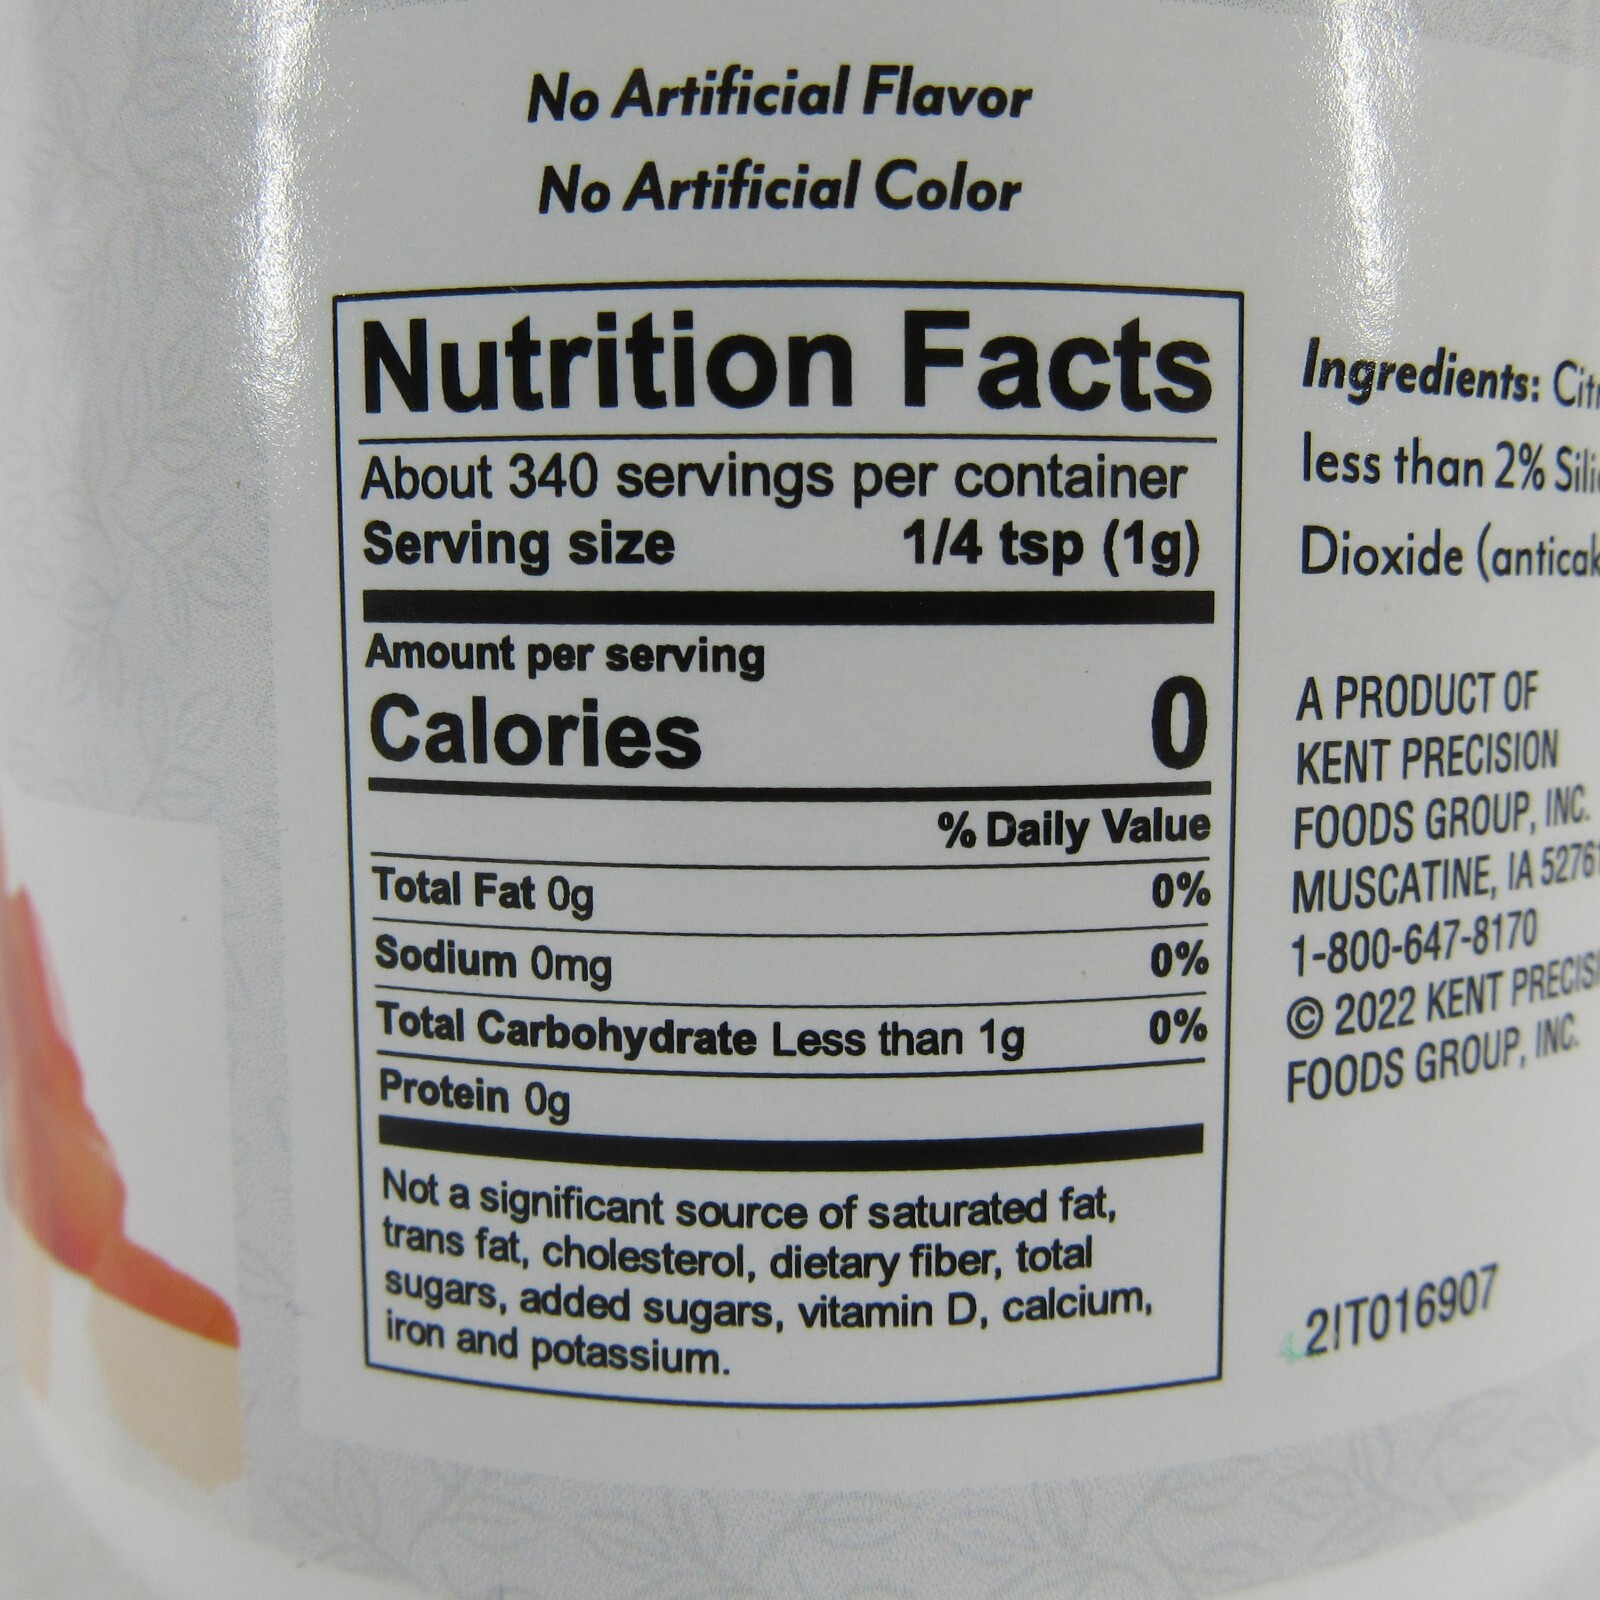 No Artificial Flavor
No Artificial Color
Nutrition Facts
About 340 servings per container
Serving size 1/4 tsp (1g)
Amount per serving
Calories 0
% Daily Value
Total Fat 0g 0%
Sodium 0mg 0%
Total Carbohydrate Less than 1g 0%
Protein 0g
Not a significant source of saturated fat,
trans fat, cholesterol, dietary fiber, total
sugars, added sugars, vitamin D, calcium,
iron and potassium.
Ingredients:
less than 2%
Dioxide
A PRODUCT OF
KENT PRECISION
FOODS GROUP, INC.
MUSCATINE, IA 52761
1-800-647-8170
© 2022 KENT
FOODS GROUP, INC.
2!T016907